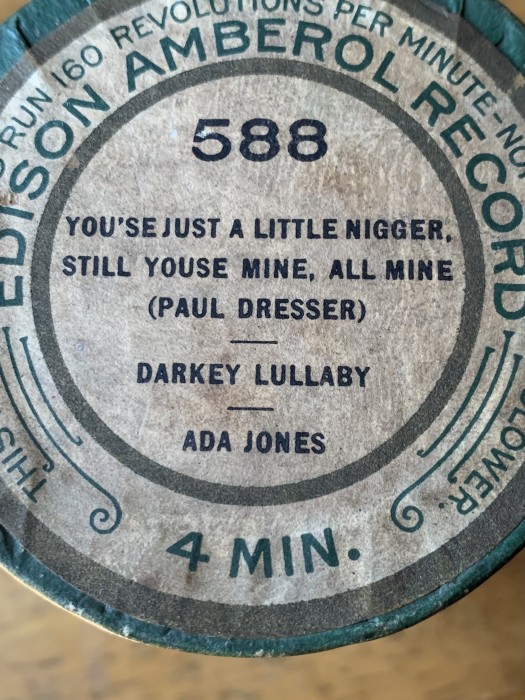 RUN 160 REVOLUTIONS PER MINUTE-NO
EDISON AMBEROL RECORD
588
YOU'SE JUST A LITTLE NIGGER,
STILL YOUSE MINE, ALL MINE
(PAUL DRESSER)
DARKEY LULLABY
ADA JONES
THIS
LOWER.
4 MIN.